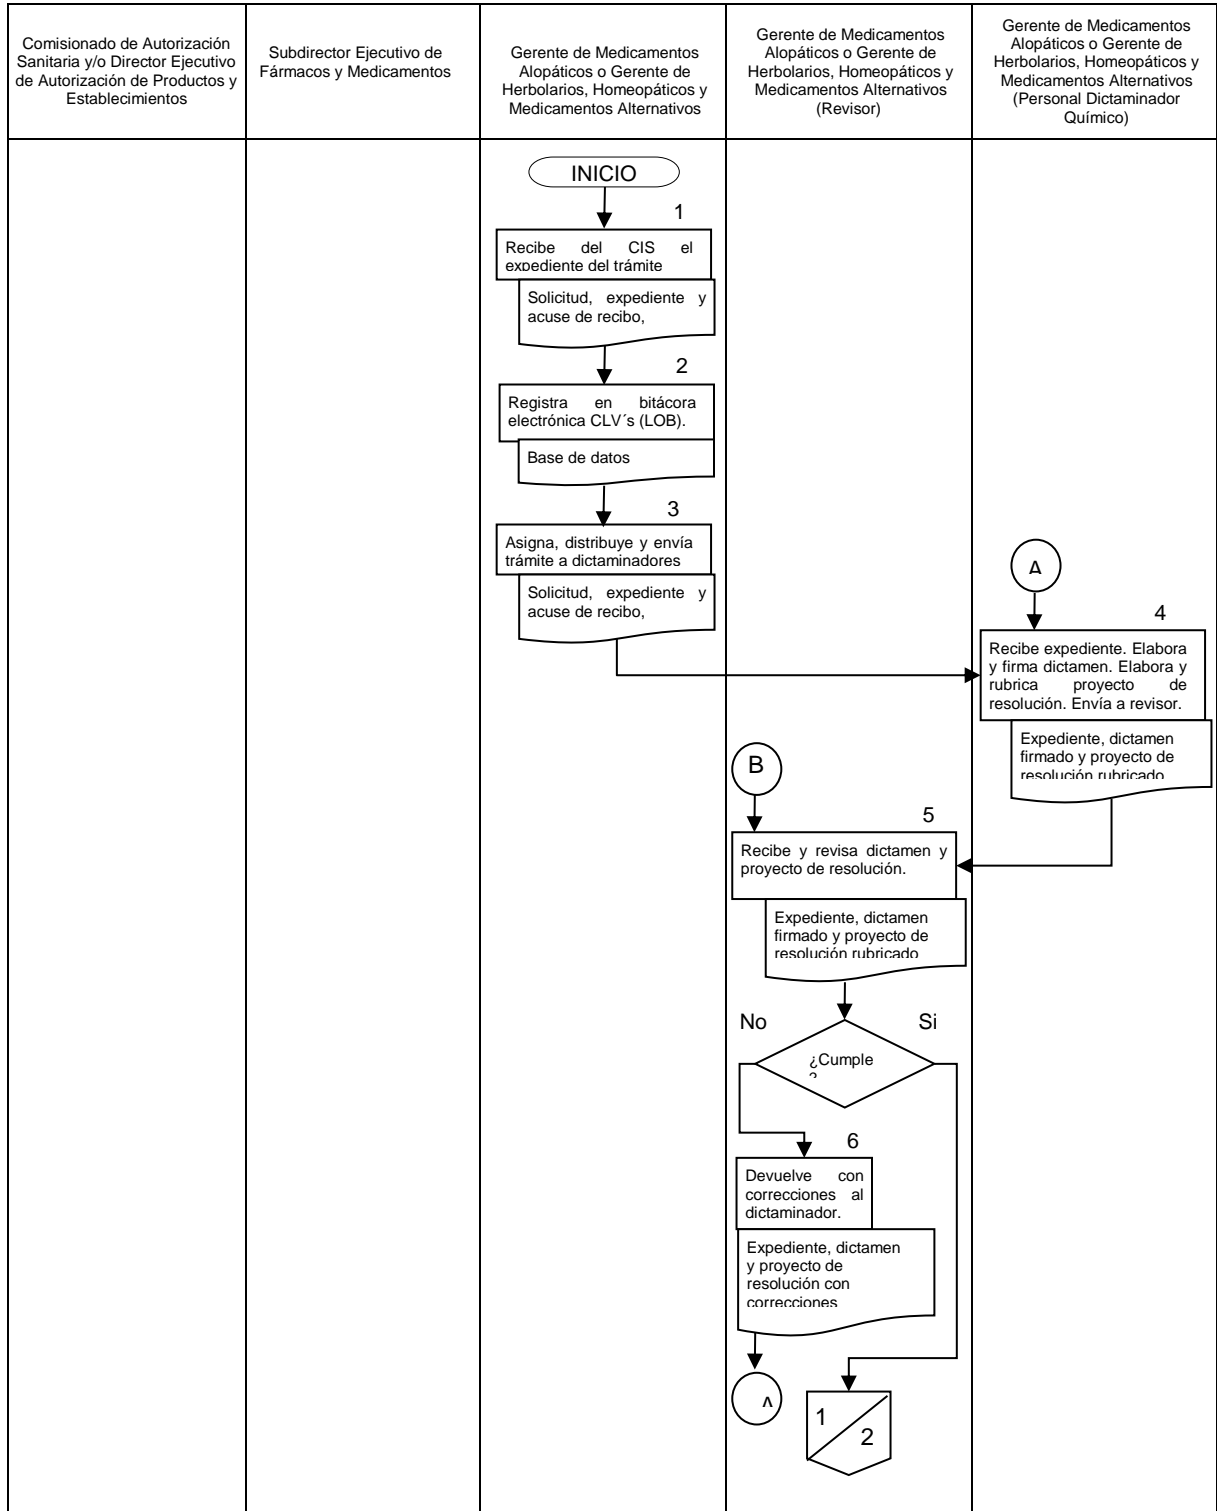 Comisionado de Autorización
Sanitaria y/o Director Ejecutivo
de Autorización de Productos y
Establecimientos
Subdirector Ejecutivo de
Fármacos y Medicamentos
Gerente de Medicamentos
Alopáticos o Gerente de
Herbolarios, Homeopáticos y
Medicamentos Alternativos
Gerente de Medicamentos
Alopáticos o Gerente de
Herbolarios, Homeopáticos y
Medicamentos Alternativos
(Revisor)
Gerente de Medicamentos
Alopáticos o Gerente de
Herbolarios, Homeopáticos y
Medicamentos Alternativos
(Personal Dictaminador
Químico)
INICIO
1
Recibe del CIS el
expediente del trámite
Solicitud, expediente y
acuse de recibo,
2
Registra en bitácora
electrónica CLV´s (LOB).
Base de datos
3
Asigna, distribuye y envía
trámite a dictaminadores
Solicitud, expediente y
acuse de recibo,
A
4
Recibe expediente. Elabora
y firma dictamen. Elabora y
rubrica proyecto de
resolución. Envía a revisor.
Expediente, dictamen
firmado y proyecto de
resolución rubricado
B
5
Recibe y revisa dictamen y
proyecto de resolución.
Expediente, dictamen
firmado y proyecto de
resolución rubricado
No
Si
¿Cumple
?
6
Devuelve con
correcciones al
dictaminador.
Expediente, dictamen
y proyecto de
resolución con
correcciones
A
1
2